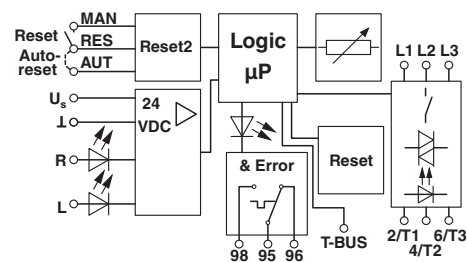 MAN
Reset
RES
Auto-
reset
AUT
Reset2
Logic
µP
L1 L2 L3
Us
24
VDC
⊥
R
L
& Error
Reset
98 95 96
T-BUS
2/T1
4/T2
6/T3